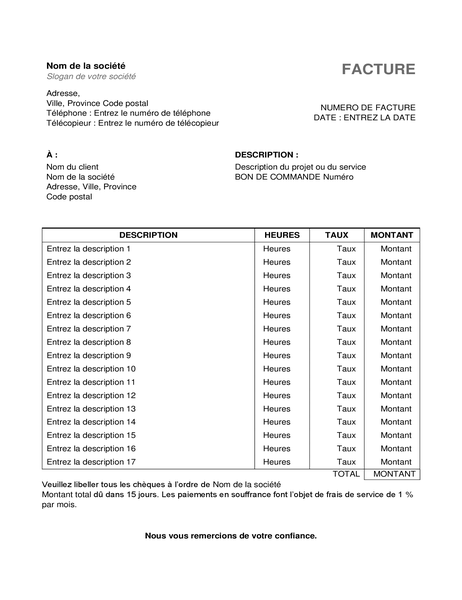 Nom de la société
FACTURE
Slogan de votre société
Adresse,
Ville, Province Code postal
Téléphone : Entrez le numéro de téléphone
Télécopieur : Entrez le numéro de télécopieur
NUMERO DE FACTURE
DATE : ENTREZ LA DATE
À :
Nom du client
Nom de la société
Adresse, Ville, Province
Code postal
DESCRIPTION :
Description du projet ou du service
BON DE COMMANDE Numéro
DESCRIPTION HEURES TAUX MONTANT
Entrez la description 1 Heures Taux Montant
Entrez la description 2 Heures Taux Montant
Entrez la description 3 Heures Taux Montant
Entrez la description 4 Heures Taux Montant
Entrez la description 5 Heures Taux Montant
Entrez la description 6 Heures Taux Montant
Entrez la description 7 Heures Taux Montant
Entrez la description 8 Heures Taux Montant
Entrez la description 9 Heures Taux Montant
Entrez la description 10 Heures Taux Montant
Entrez la description 11 Heures Taux Montant
Entrez la description 12 Heures Taux Montant
Entrez la description 13 Heures Taux Montant
Entrez la description 14 Heures Taux Montant
Entrez la description 15 Heures Taux Montant
Entrez la description 16 Heures Taux Montant
Entrez la description 17 Heures Taux Montant
TOTAL MONTANT
Veuillez libeller tous les chèques à l'ordre de Nom de la société
Montant total dû dans 15 jours. Les paiements en souffrance font l'objet de frais de service de 1 %
par mois.
Nous vous remercions de votre confiance.